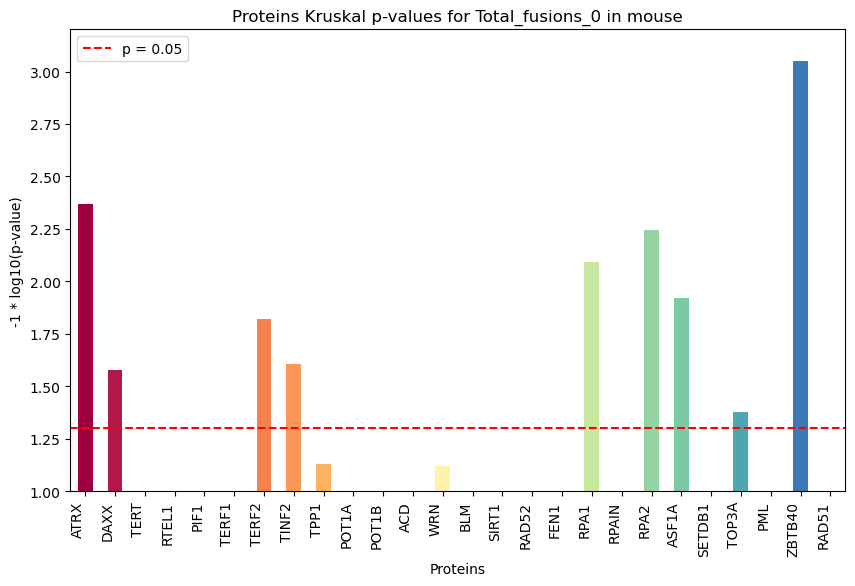 Proteins Kruskal p-values for Total_fusions_0 in mouse
p = 0.05
-1 * log10(p-value)
3.00
2.75
2.50
2.25
2.00
1.75
1.50
1.25
1.00
ATRX
DAXX
TERT
RTEL1
PIF1
TERF1
TERF2
TINF2
TPP1
POT1A
POT1B
ACD
WRN
BLM
SIRT1
RAD52
FEN1
RPA1
RPAIN
RPA2
ASF1A
SETDB1
TOP3A
PML
ZBTB40
RAD51
Proteins